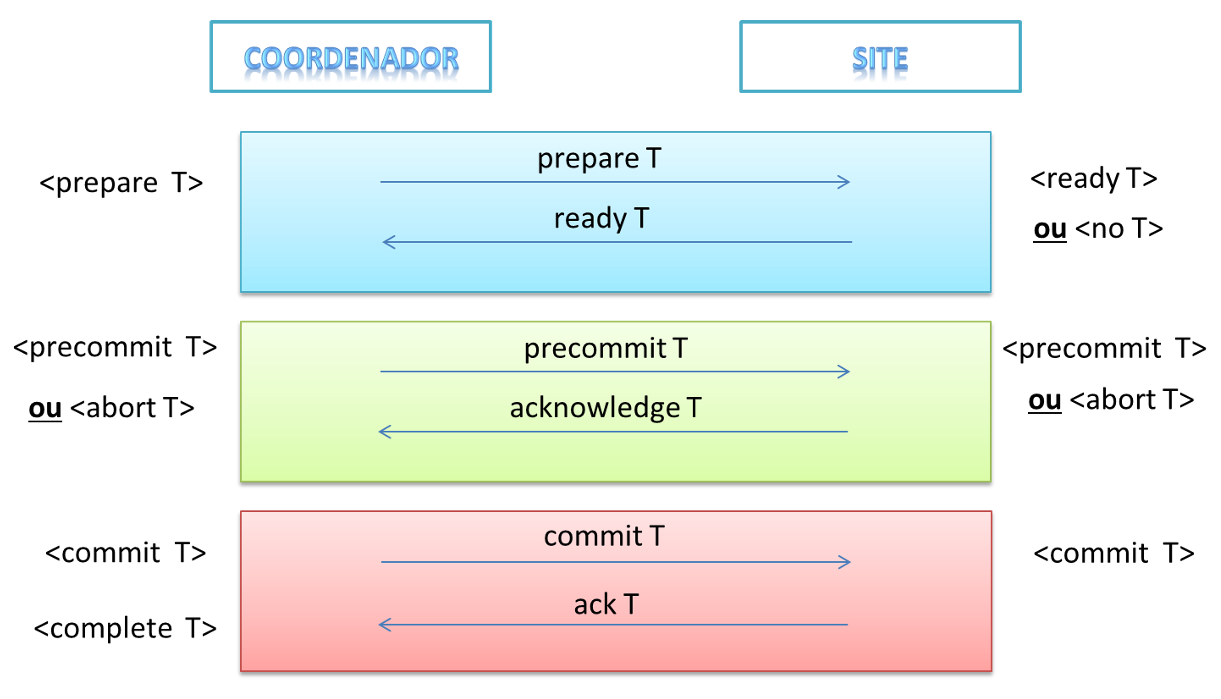 COORDENADOR
SITE
<prepare T>
prepare T
ready T
<ready T>
ou <no T>
<precommit T>
ou <abort T>
precommit T
acknowledge T
<precommit T>
ou <abort T>
<commit T>
<complete T>
commit T
ack T
<commit T>